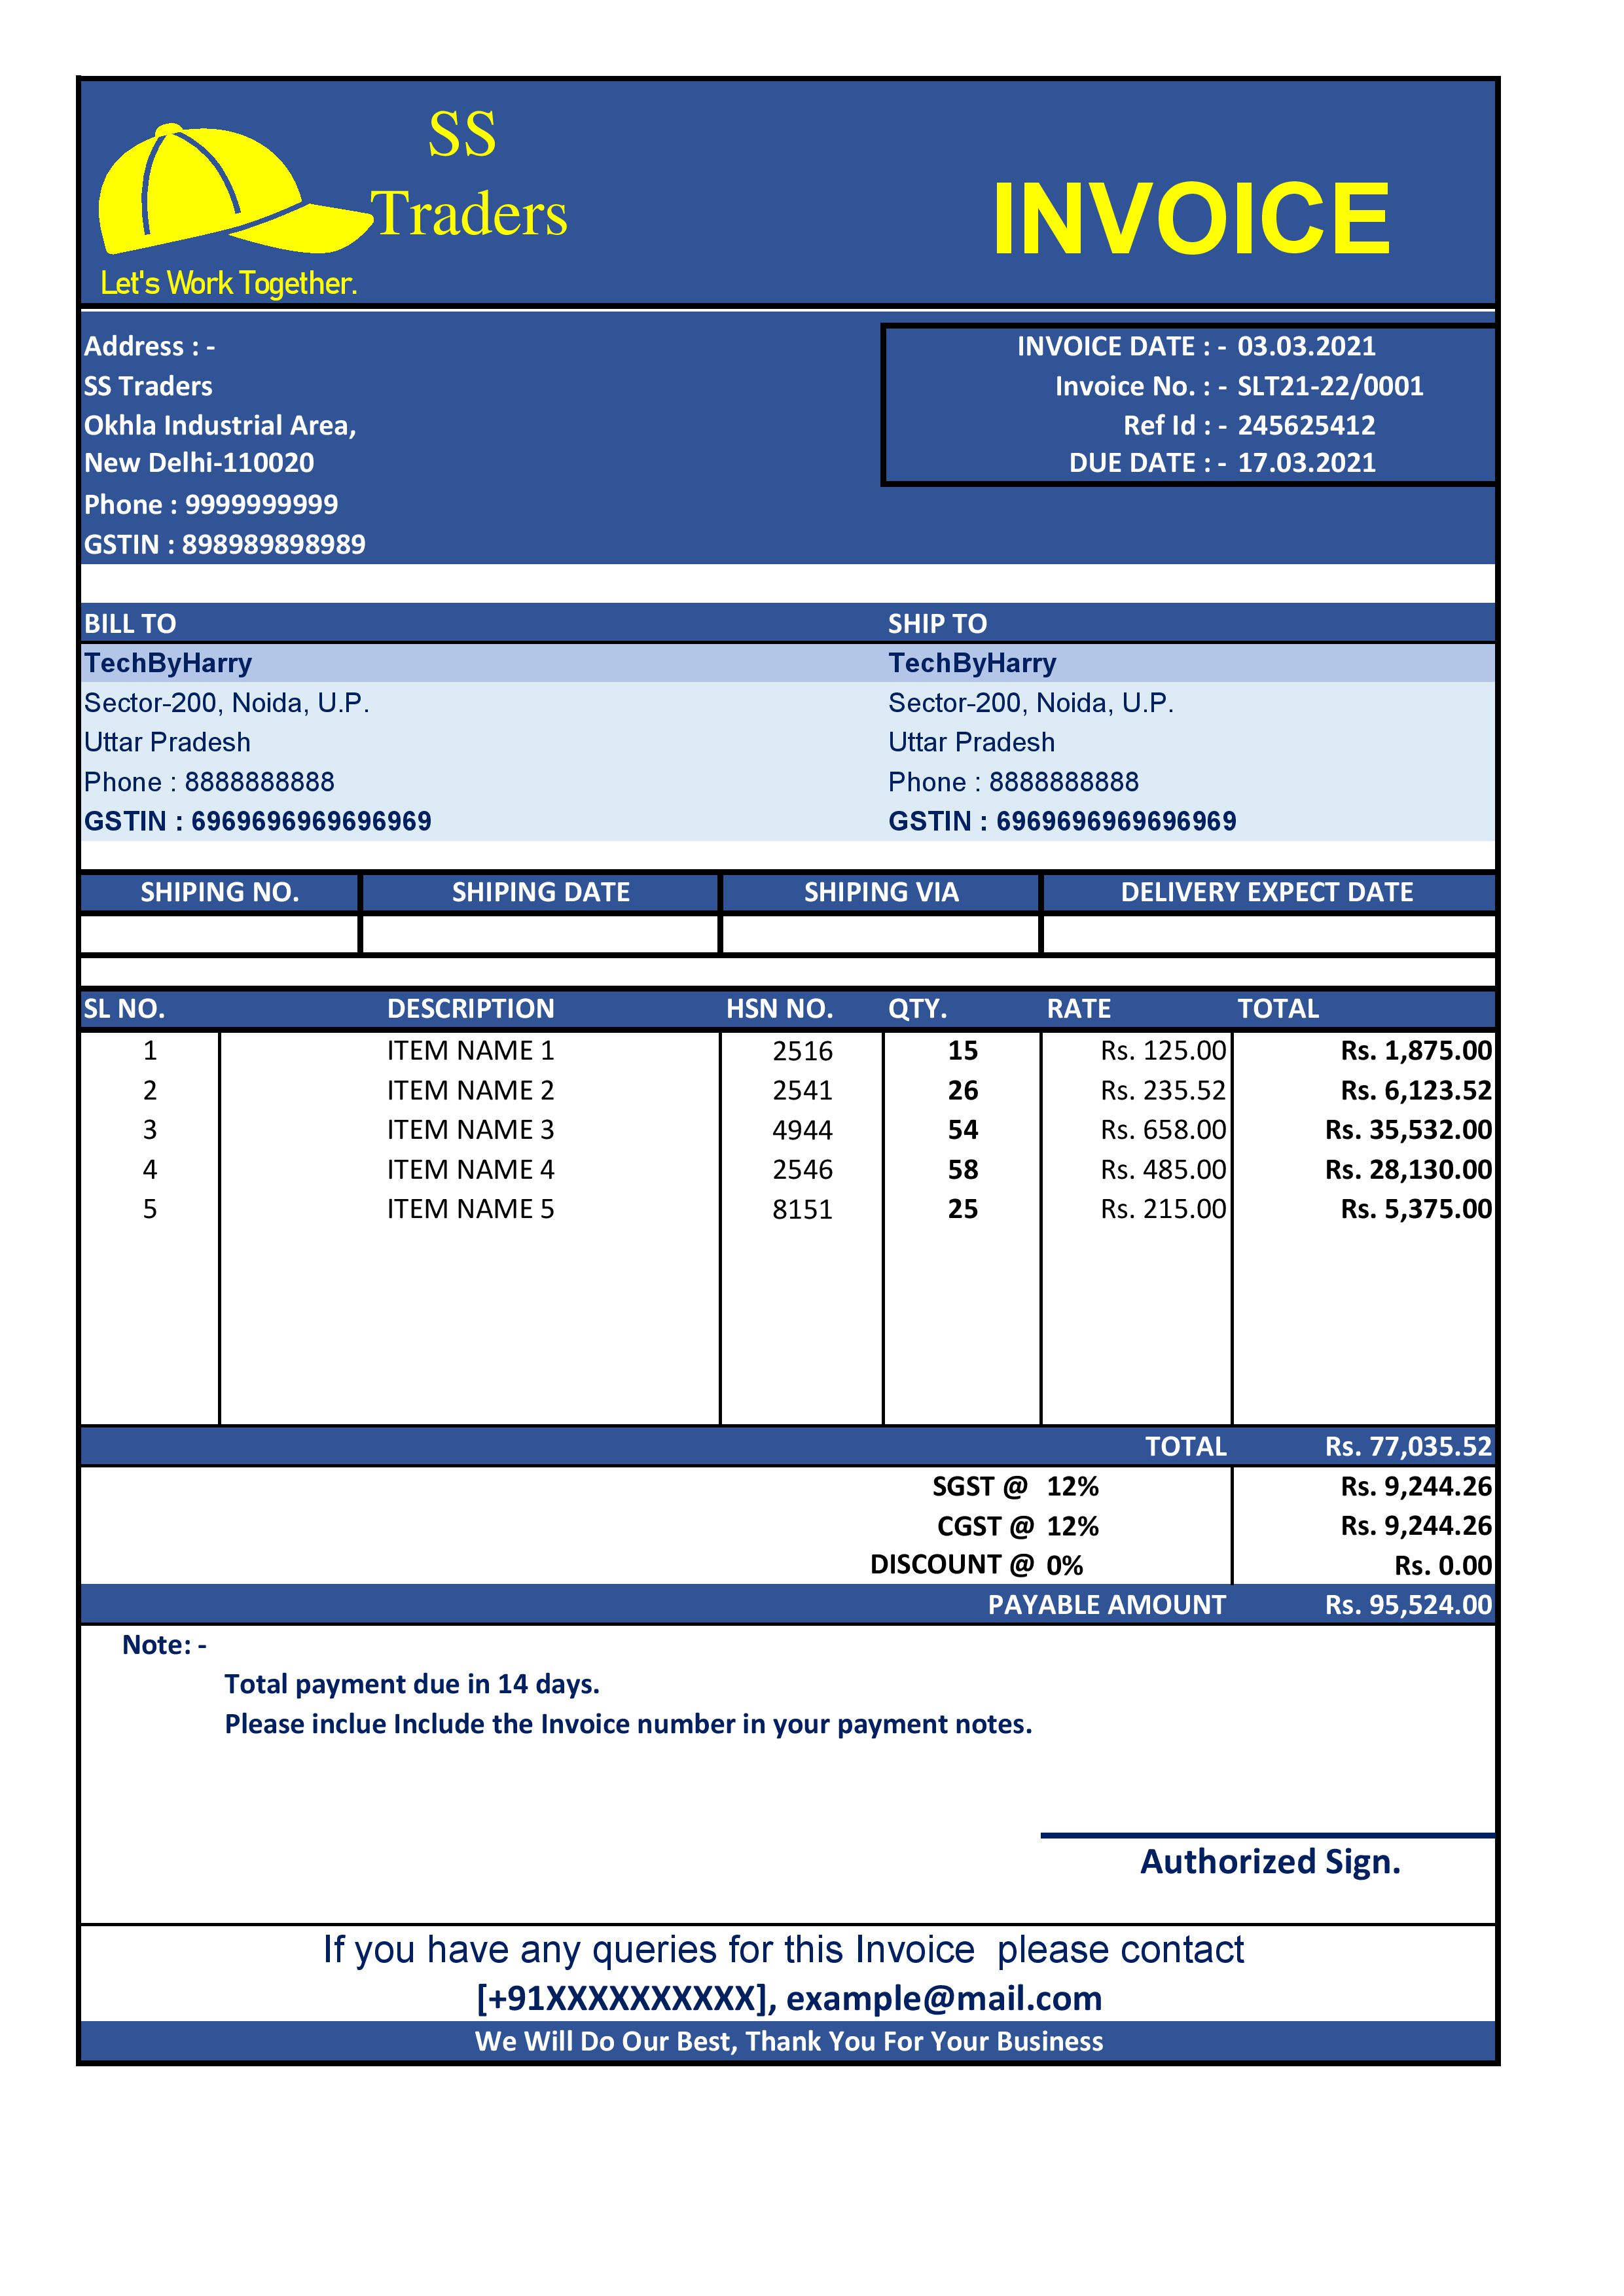 SS
Traders
Let's Work Together.
INVOICE
Address : -
SS Traders
Okhla Industrial Area,
New Delhi-110020
Phone : 9999999999
GSTIN : 898989898989
INVOICE DATE : - 03.03.2021
Invoice No. : - SLT21-22/0001
Ref Id : - 245625412
DUE DATE : - 17.03.2021
BILL TO
TechByHarry
Sector-200, Noida, U.P.
Uttar Pradesh
Phone : 8888888888
GSTIN : 6969696969696969
SHIP TO
TechByHarry
Sector-200, Noida, U.P.
Uttar Pradesh
Phone : 8888888888
GSTIN : 6969696969696969
SHIPING NO. SHIPING DATE SHIPING VIA DELIVERY EXPECT DATE
SL NO. DESCRIPTION HSN NO. QTY. RATE TOTAL
1 ITEM NAME 1 2516 15 Rs. 125.00 Rs. 1,875.00
2 ITEM NAME 2 2541 26 Rs. 235.52 Rs. 6,123.52
3 ITEM NAME 3 4944 54 Rs. 658.00 Rs. 35,532.00
4 ITEM NAME 4 2546 58 Rs. 485.00 Rs. 28,130.00
5 ITEM NAME 5 8151 25 Rs. 215.00 Rs. 5,375.00
TOTAL Rs. 77,035.52
SGST @ 12% Rs. 9,244.26
CGST @ 12% Rs. 9,244.26
DISCOUNT @ 0% Rs. 0.00
PAYABLE AMOUNT Rs. 95,524.00
Note: -
Total payment due in 14 days.
Please inclue Include the Invoice number in your payment notes.
Authorized Sign.
If you have any queries for this Invoice please contact
[+91XXXXXXXXXX], example@mail.com
We Will Do Our Best, Thank You For Your Business